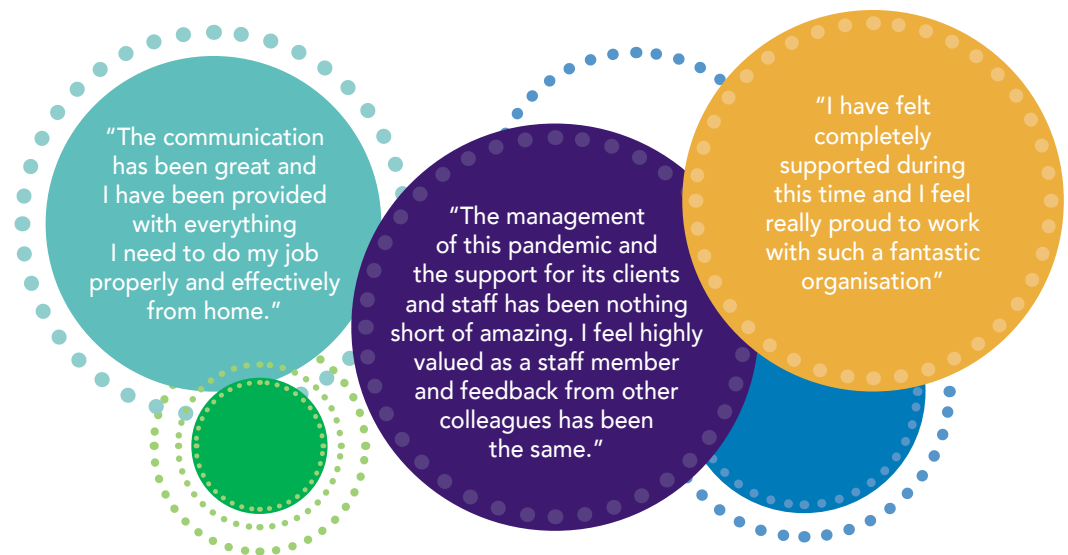 “The communication
has been great and
I have been provided
with everything
I need to do my job
properly and effectively
from home.”
“The management
of this pandemic and
the support for its clients
and staff has been nothing
short of amazing. I feel highly
valued as a staff member
and feedback from other
colleagues has been
the same.”
“I have felt
completely
supported during
this time and I feel
really proud to work
with such a fantastic
organisation”